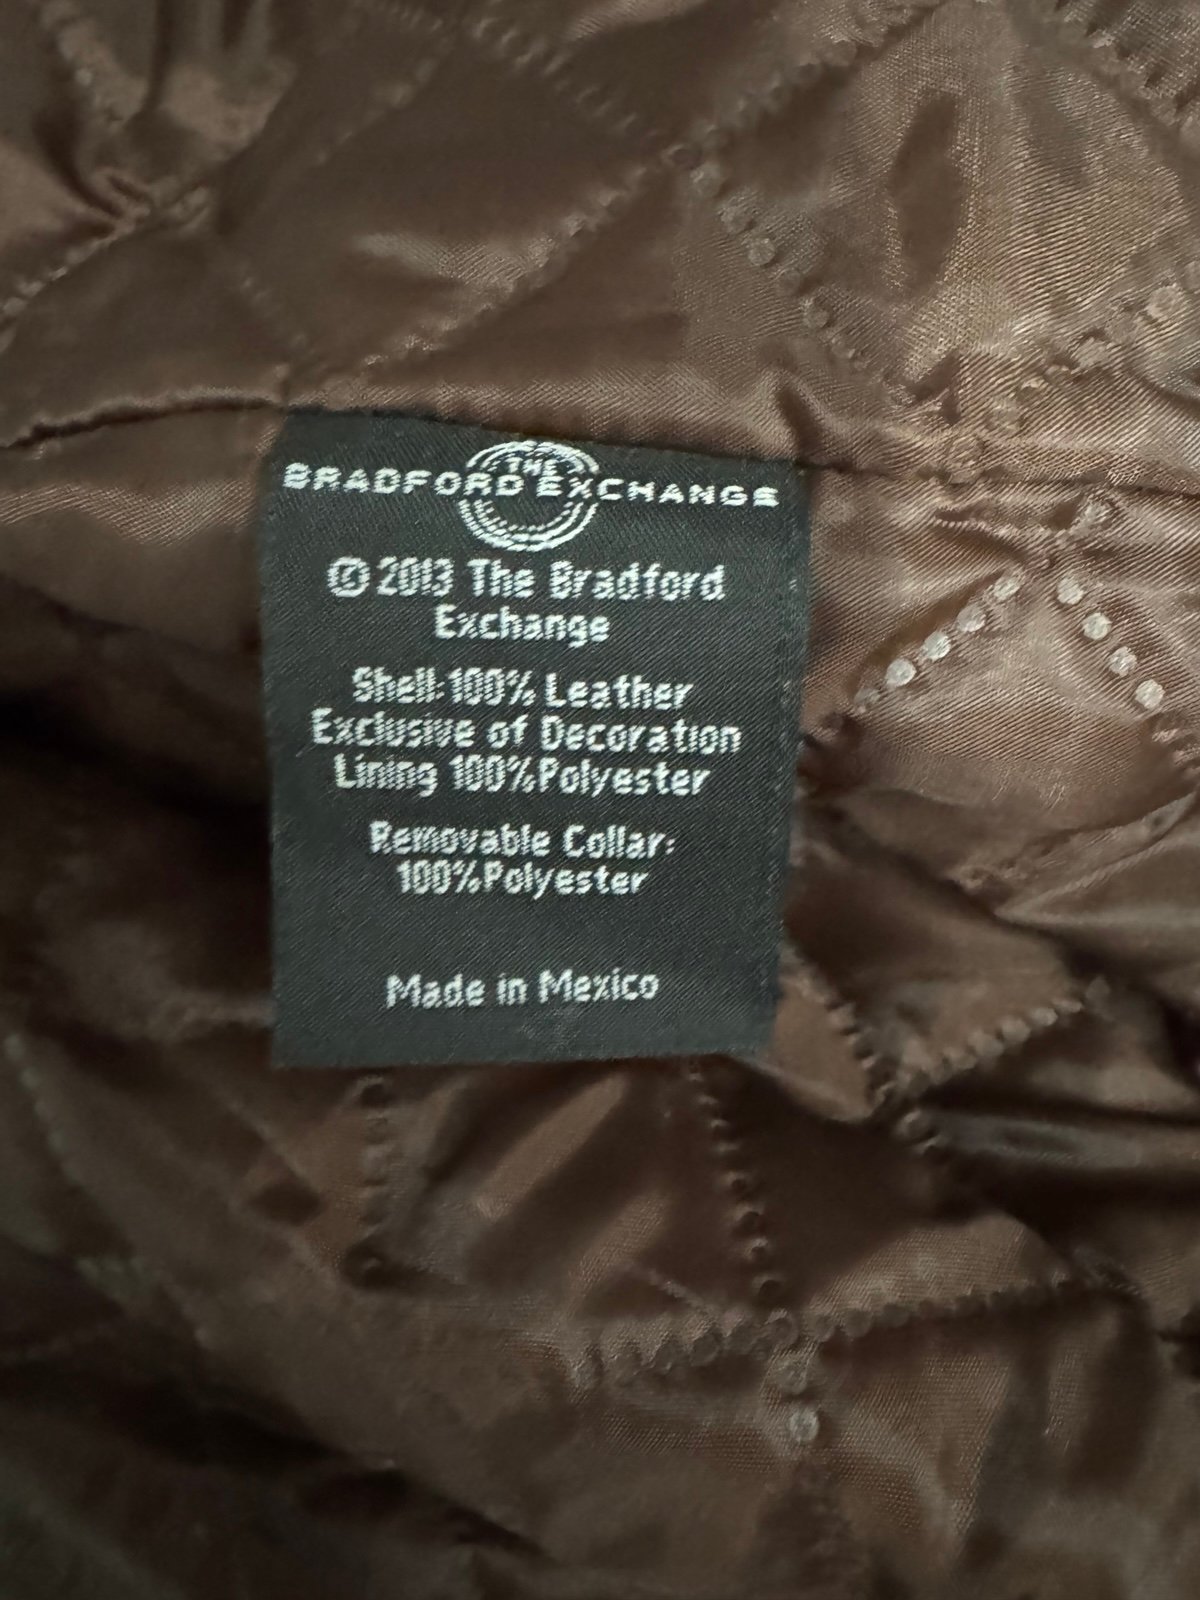 THE
BRADFORD EXCHANGE
© 2013 The Bradford
Exchange
Shell: 100% Leather
Exclusive of Decoration
Lining 100% Polyester
Removable Collar:
100% Polyester
Made in Mexico